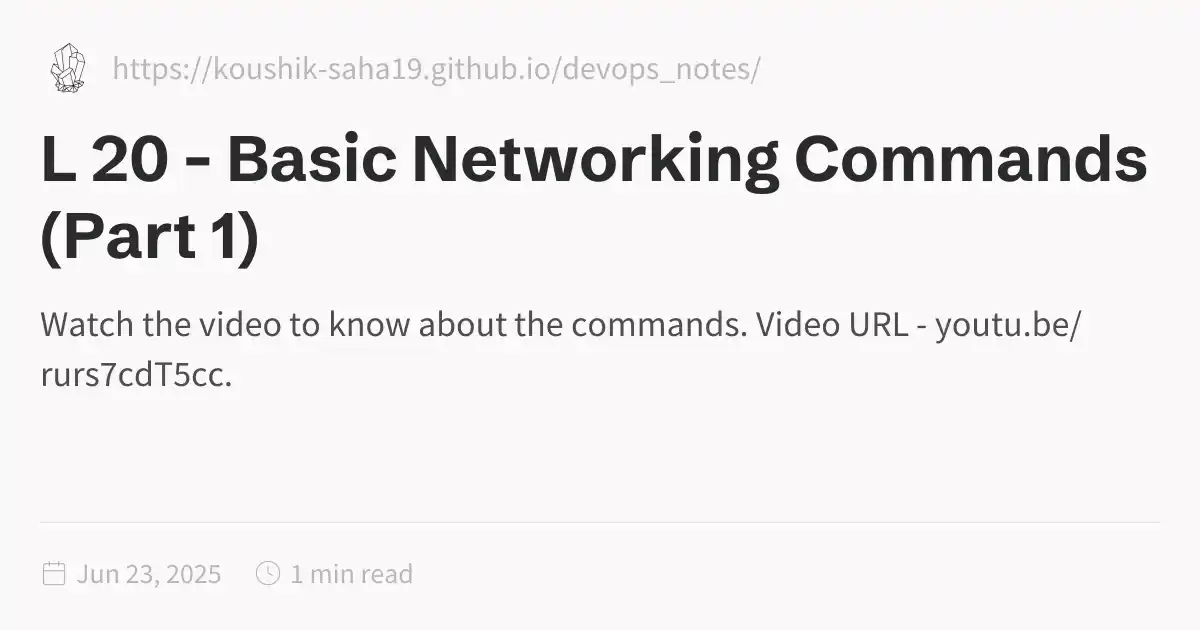 https://koushik-saha19.github.io/devops_notes/
L 20 - Basic Networking Commands
(Part 1)
Watch the video to know about the commands. Video URL - youtu.be/
rurs7cdT5cc.
Jun 23, 2025 1 min read